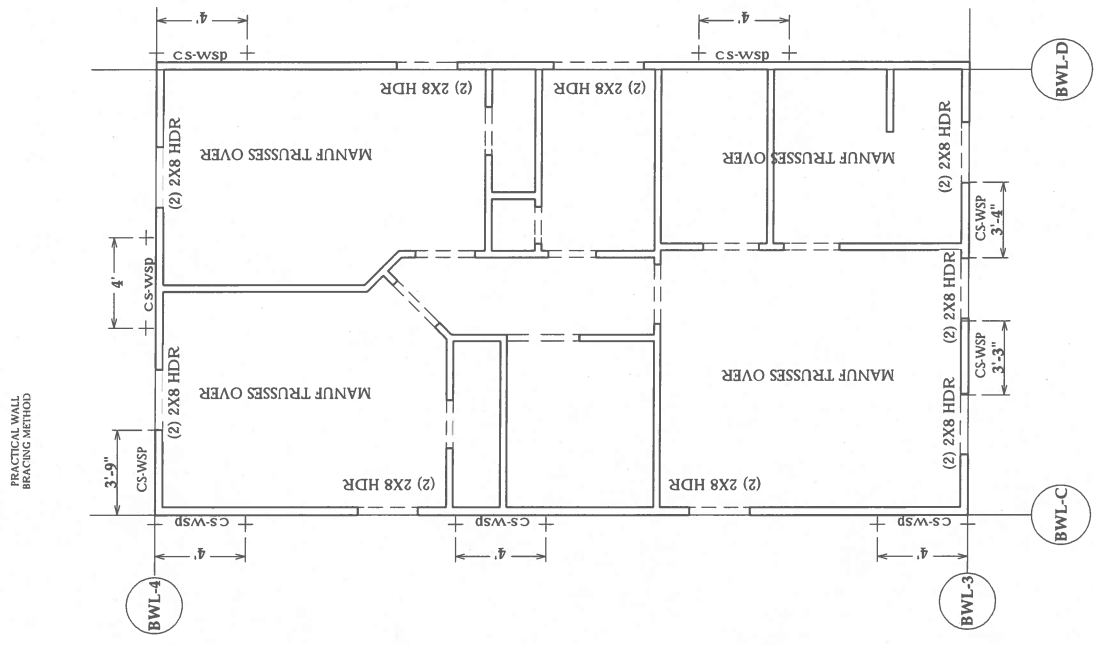 4'
4'
CS-WSP
CS-WSP
BWL-D
(2) 2X8 HDR
(2) 2X8 HDR
(2) 2X8 HDR
MANUF TRUSSES OVER
MANUF TRUSSES OVER
(2) 2X8 HDR
CS-WSP
3'-4"
4'
CS-WSP
(2) 2X8 HDR
CS-WSP
3'-3"
(2) 2X8 HDR
MANUF TRUSSES OVER
MANUF TRUSSES OVER
(2) 2X8 HDR
PRACTICAL WALL
BRACING METHOD
3'-9"
CS-WSP
(2) 2X8 HDR
(2) 2X8 HDR
CS-WSP
CS-WSP
CS-WSP
BWL-C
4'
4'
4'
BWL-4
BWL-3